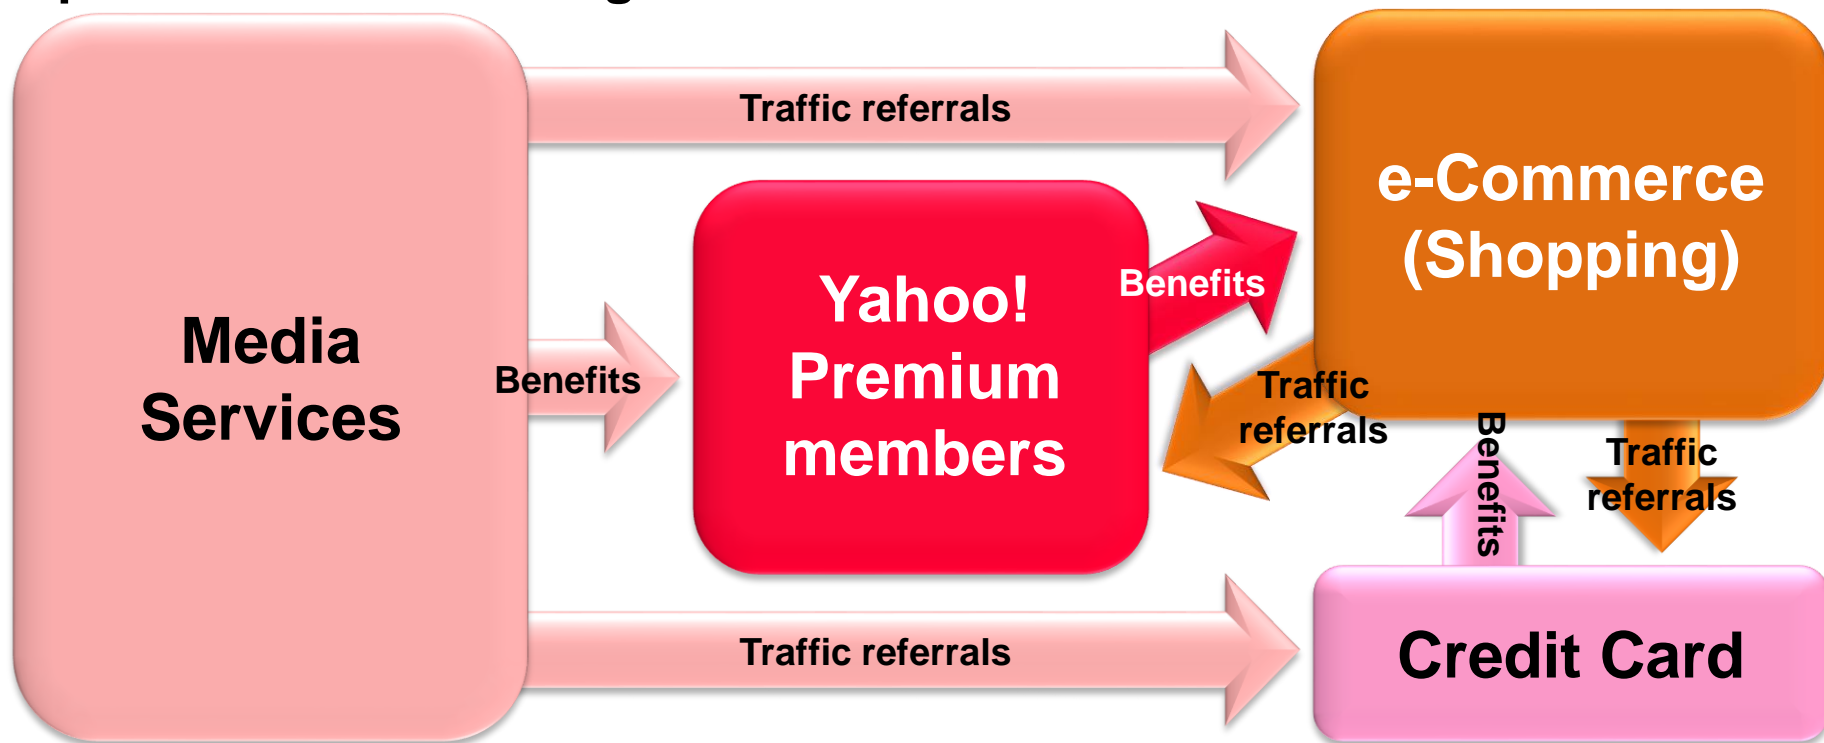 Traffic referrals
e-Commerce
(Shopping)
Yahoo!
Premium
members
Benefits
Media
Services
Benefits
Traffic
referrals
Benefits
Traffic
referrals
Traffic referrals
Credit Card